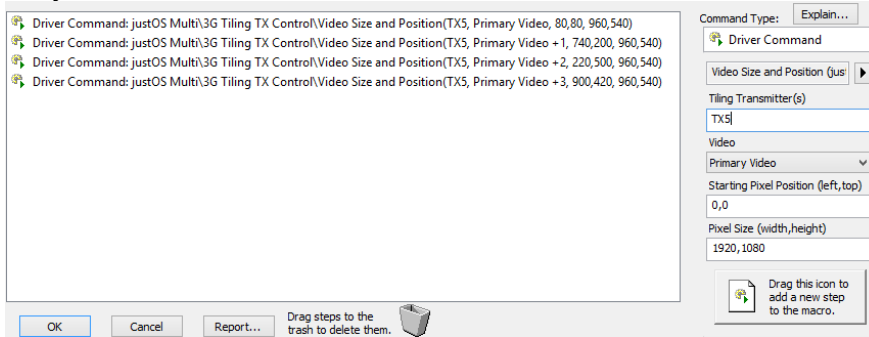 Driver Command: justOS Multi\3G Tiling TX Control\Video Size and Position(TX5, Primary Video, 80,80, 960,540)
Driver Command: justOS Multi\3G Tiling TX Control\Video Size and Position(TX5, Primary Video +1, 740,200, 960,540)
Driver Command: justOS Multi\3G Tiling TX Control\Video Size and Position(TX5, Primary Video +2, 220,500, 960,540)
Driver Command: justOS Multi\3G Tiling TX Control\Video Size and Position(TX5, Primary Video +3, 900,420, 960,540)
Command Type:
Explain...
Driver Command
Video Size and Position (jus
Tiling Transmitter(s)
TX5
Video
Primary Video
Starting Pixel Position (left,top)
0,0
Pixel Size (width,height)
1920,1080
Drag this icon to
add a new step
to the macro.
OK
Cancel
Report...
Drag steps to the
trash to delete them.